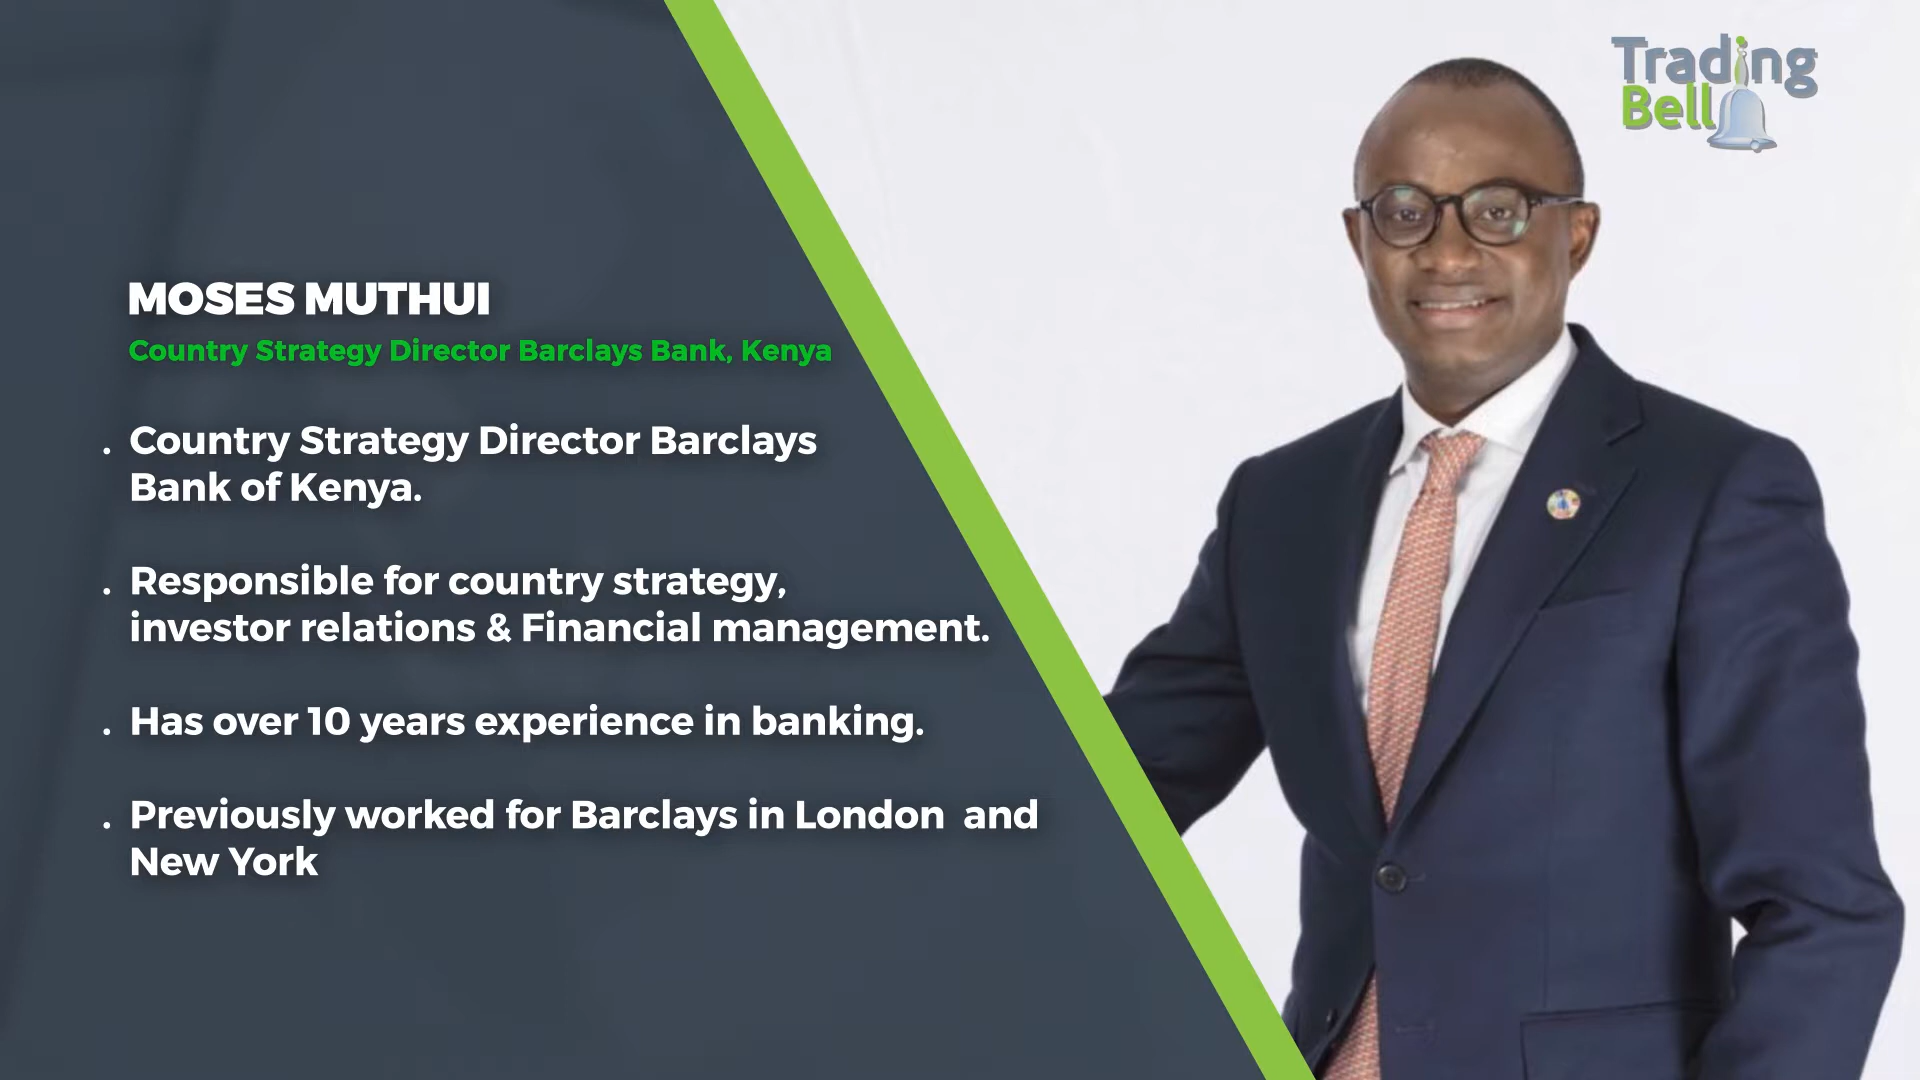 Trading
Bell
MOSES MUTHUI
Country Strategy Director Barclays Bank, Kenya
. Country Strategy Director Barclays
Bank of Kenya.
. Responsible for country strategy,
investor relations & Financial management.
. Has over 10 years experience in banking.
. Previously worked for Barclays in London  and
New York